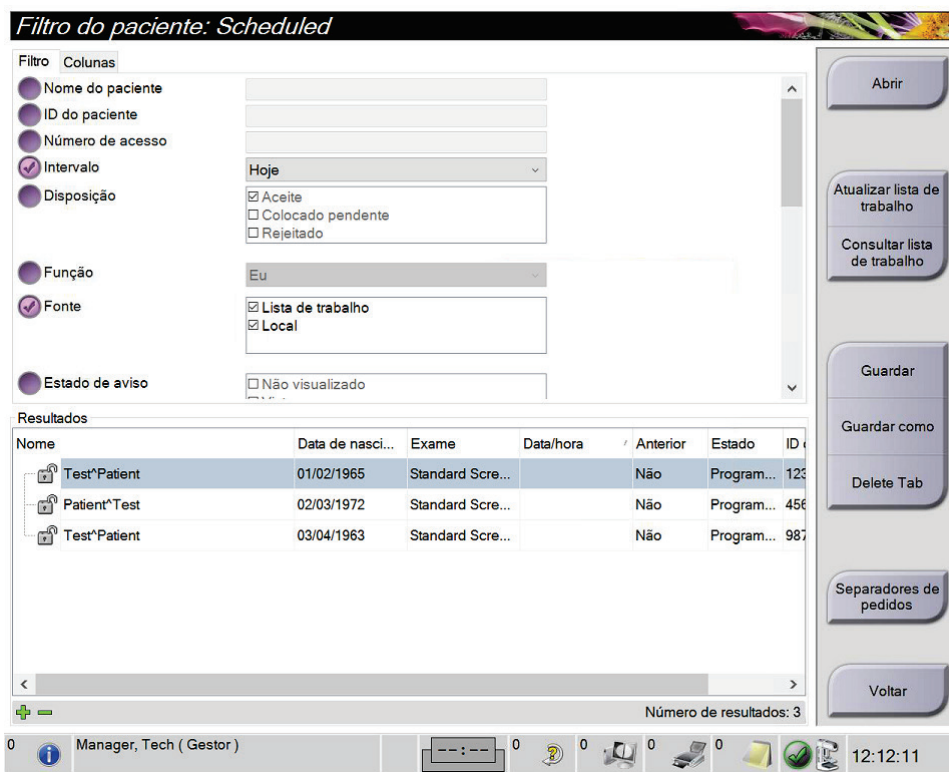 Filtro do paciente: Scheduled
Filtro Colunas
Nome do paciente
ID do paciente
Número de acesso
Intervalo Hoje
Disposição Aceite
Colocado pendente
Rejeitado
Função Eu
Fonte Lista de trabalho
Local
Estado de aviso Não visualizado
Resultados
Nome Data de nasci... Exame Data/hora Anterior Estado ID
Test^Patient 01/02/1965 Standard Scre... Não Program... 123
Patient^Test 02/03/1972 Standard Scre... Não Program... 456
Test^Patient 03/04/1963 Standard Scre... Não Program... 987
Número de resultados: 3
Abrir
Atualizar lista de
trabalho
Consultar lista
de trabalho
Guardar
Guardar como
Delete Tab
Separadores de
pedidos
Voltar
0 Manager, Tech ( Gestor ) --:-- 0 0 0 0 12:12:11